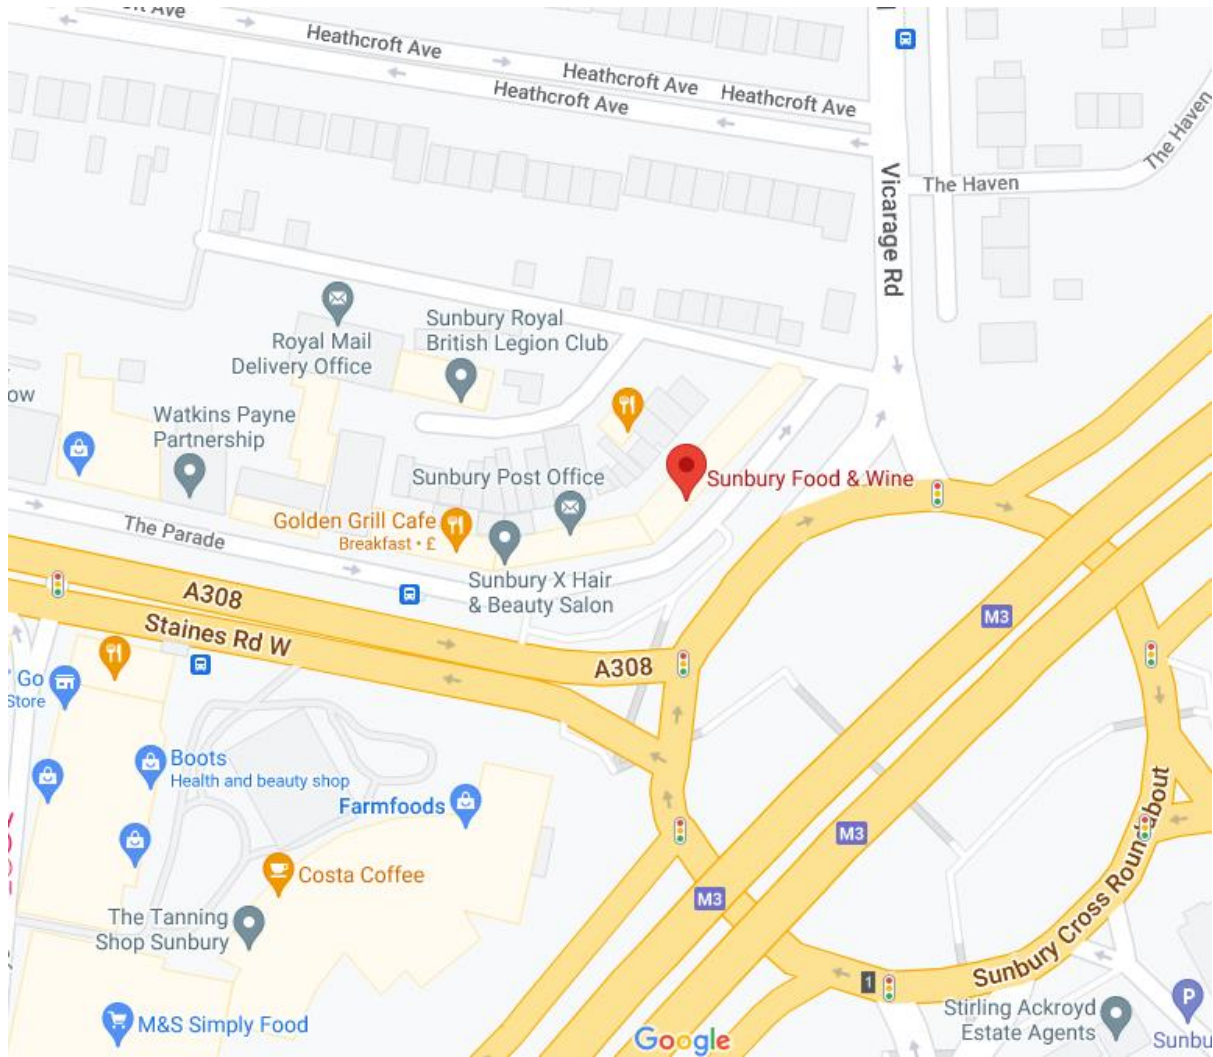 oft Ave
Heathcroft Ave
Heathcroft Ave
Heathcroft Ave
Heathcroft Ave
The Haven
The Haven
Vicarage Rd
Royal Mail
Delivery Office
Sunbury Royal
British Legion Club
ow
Watkins Payne
Partnership
Sunbury Post Office
Sunbury Food & Wine
Golden Grill Cafe
Breakfast • £
The Parade
Sunbury X Hair
& Beauty Salon
A308
Staines Rd W
A308
M3
Go
Store
Boots
Health and beauty shop
Farmfoods
M3
Costa Coffee
M3
The Tanning
Shop Sunbury
Sunbury Cross Roundabout
1
M&S Simply Food
Stirling Ackroyd
Estate Agents
P
Sunbu
Google